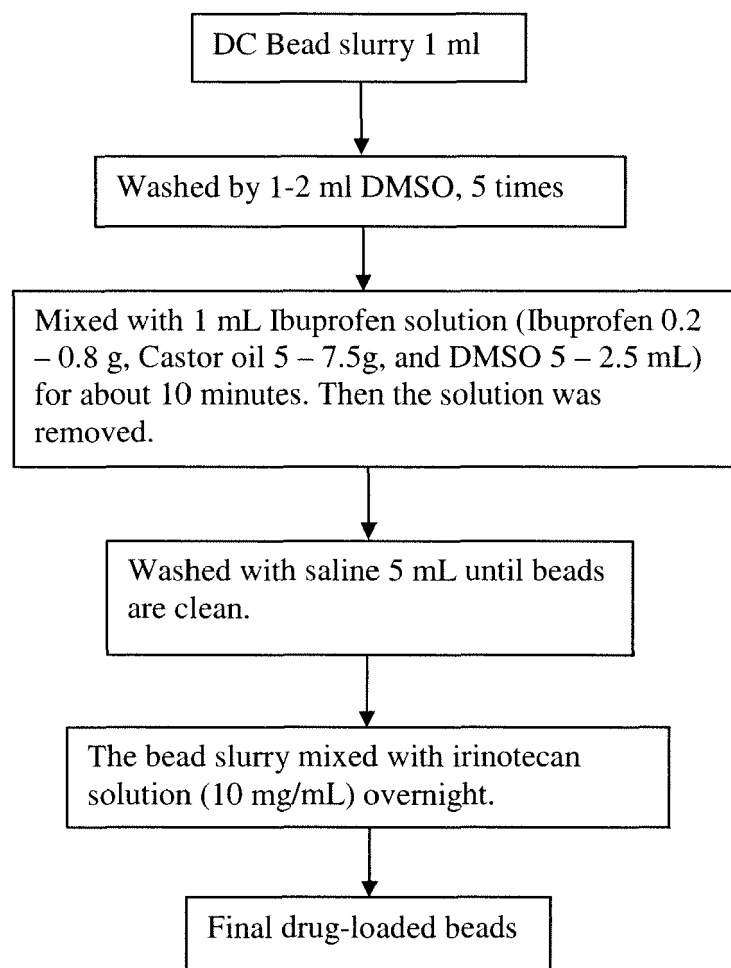 DC Bead slurry 1 ml
Washed by 1-2 ml DMSO, 5 times
Mixed with 1 mL Ibuprofen solution (Ibuprofen 0.2
– 0.8 g, Castor oil 5 – 7.5g, and DMSO 5 – 2.5 mL)
for about 10 minutes. Then the solution was
removed.
Washed with saline 5 mL until beads
are clean.
The bead slurry mixed with irinotecan
solution (10 mg/mL) overnight.
Final drug-loaded beads